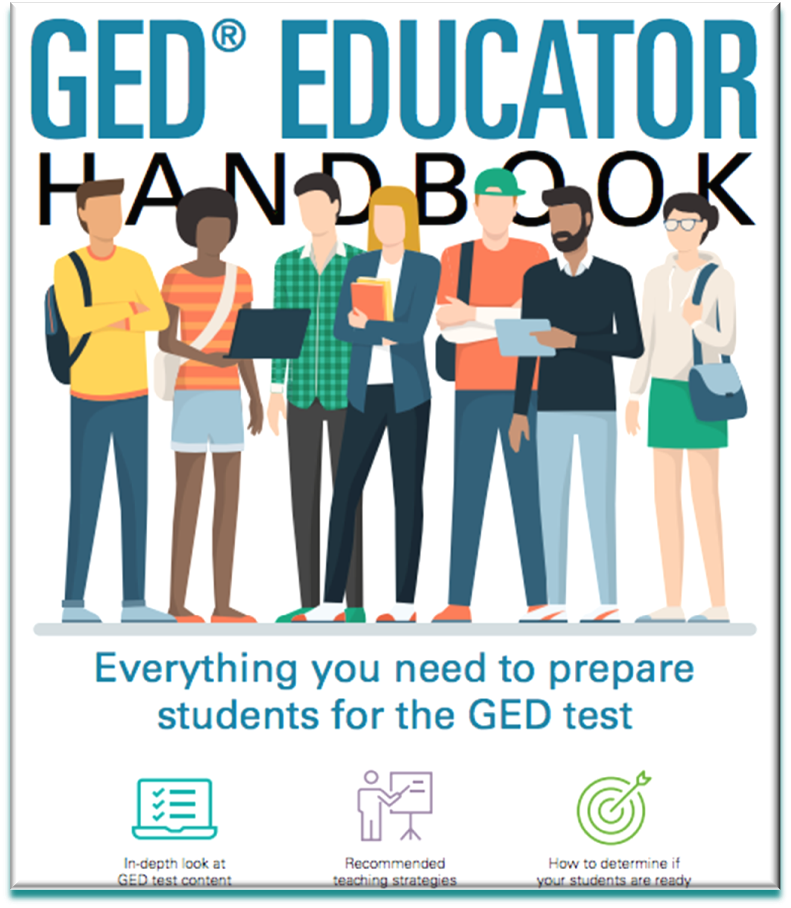 GED® EDUCATOR
HANDBOOK
Everything you need to prepare
students for the GED test
In-depth look at
GED test content
Recommended
teaching strategies
How to determine if
your students are ready